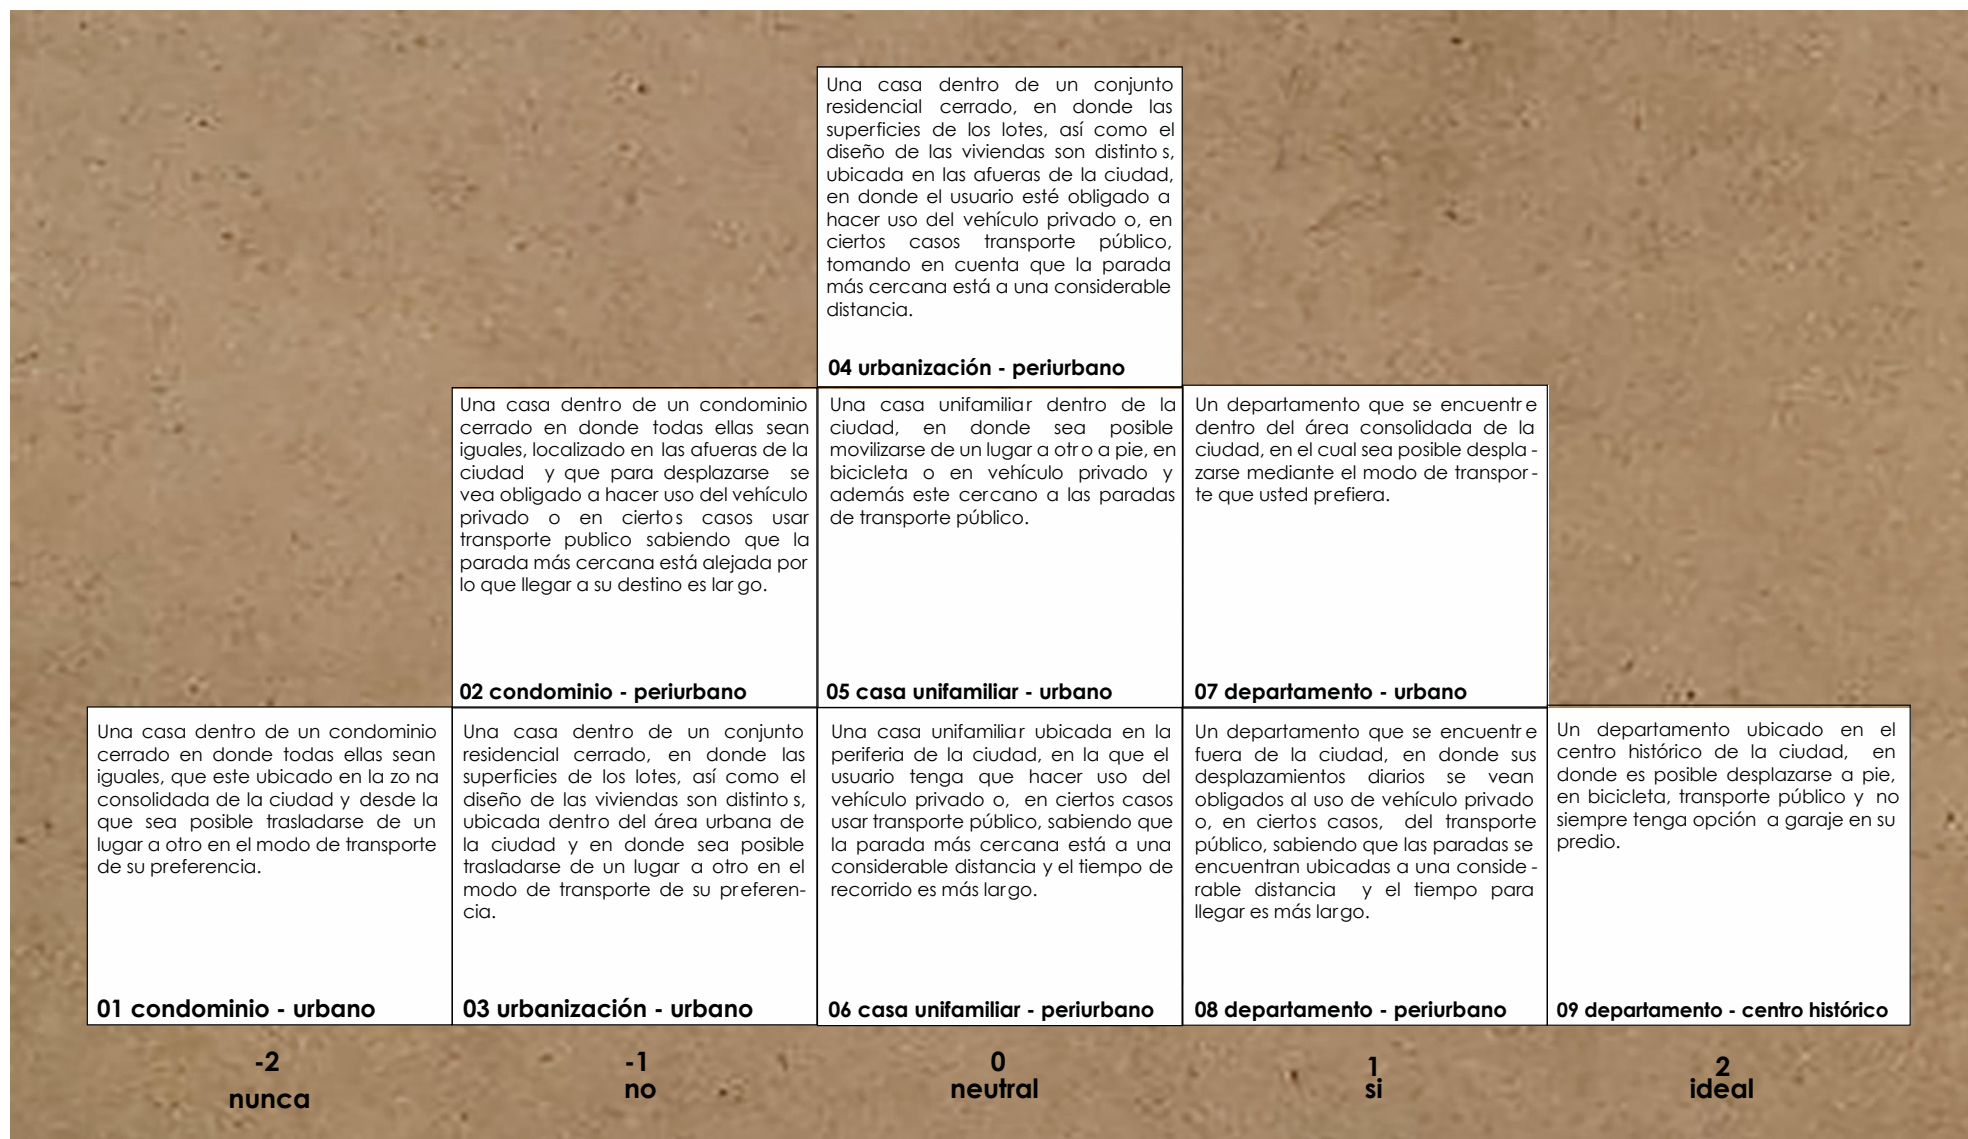 Una casa dentro de un conjunto
residencial cerrado, en donde las
superficies de los lotes, así como el
diseño de las viviendas son distintos,
ubicada en las afueras de la ciudad,
en donde el usuario esté obligado a
hacer uso del vehículo privado o, en
ciertos casos transporte público,
tomando en cuenta que la parada
más cercana está a una considerable
distancia.
04 urbanización - periurbano
Una casa dentro de un condominio
cerrado en donde todas ellas sean
iguales, localizado en las afueras de la
ciudad y que para desplazarse se
vea obligado a hacer uso del vehículo
privado o en ciertos casos usar
transporte publico sabiendo que la
parada más cercana está alejada por
lo que llegar a su destino es largo.
02 condominio - periurbano
Una casa unifamiliar dentro de la
ciudad, en donde sea posible
movilizarse de un lugar a otro a pie, en
bicicleta o en vehículo privado y
además este cercano a las paradas
de transporte público.
05 casa unifamiliar - urbano
Un departamento que se encuentre
dentro del área consolidada de la
ciudad, en el cual sea posible despla-
zarse mediante el modo de transpor-
te que usted prefiera.
07 departamento - urbano
Una casa dentro de un condominio
cerrado en donde todas ellas sean
iguales, que este ubicado en la zona
consolidada de la ciudad y desde la
que sea posible trasladarse de un
lugar a otro en el modo de transporte
de su preferencia.
01 condominio - urbano
Una casa dentro de un conjunto
residencial cerrado, en donde las
superficies de los lotes, así como el
diseño de las viviendas son distintos,
ubicada dentro del área urbana de
la ciudad y en donde sea posible
trasladarse de un lugar a otro en el
modo de transporte de su preferen-
cia.
03 urbanización - urbano
Una casa unifamiliar ubicada en la
periferia de la ciudad, en la que el
usuario tenga que hacer uso del
vehículo privado o, en ciertos casos
usar transporte público, sabiendo que
la parada más cercana está a una
considerable distancia y el tiempo de
recorrido es más largo.
06 casa unifamiliar - periurbano
Un departamento que se encuentre
fuera de la ciudad, en donde sus
desplazamientos diarios se vean
obligados al uso de vehículo privado
o, en ciertos casos, del transporte
público, sabiendo que las paradas se
encuentran ubicadas a una conside-
rable distancia y el tiempo para
llegar es más largo.
08 departamento - periurbano
Un departamento ubicado en el
centro histórico de la ciudad, en
donde es posible desplazarse a pie,
en bicicleta, transporte público y no
siempre tenga opción a garaje en su
predio.
09 departamento - centro histórico
-2
nunca
-1
no
0
neutral
1
si
2
ideal